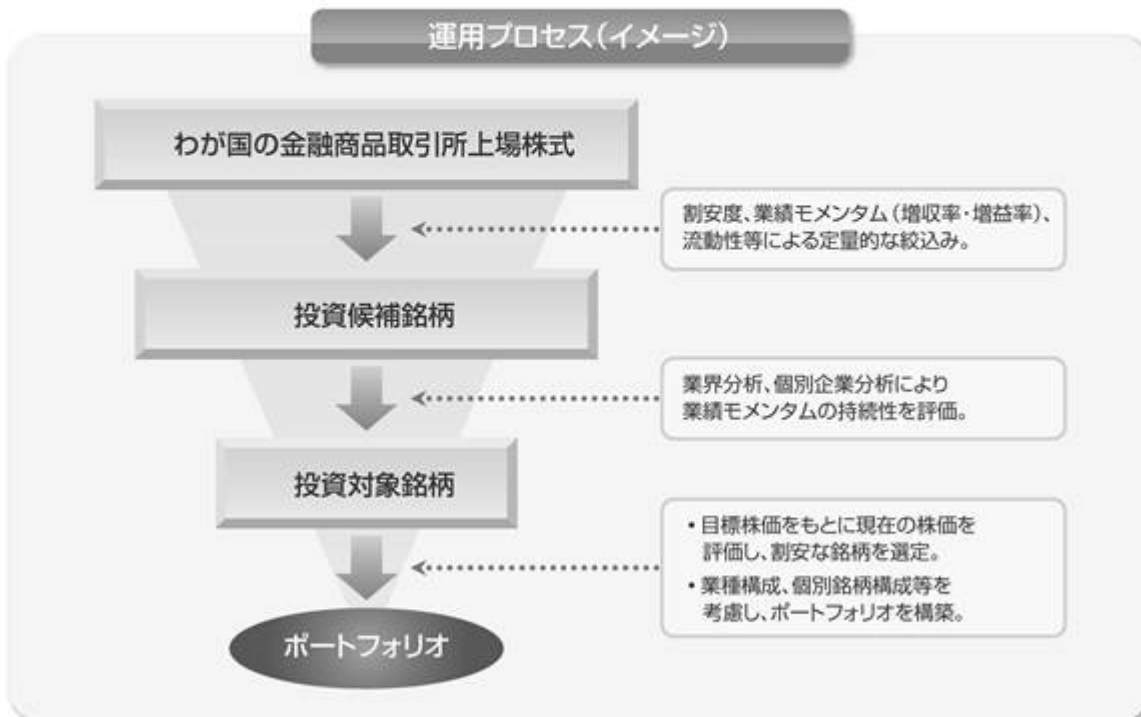 運用プロセス(イメージ)
わが国の金融商品取引所上場株式
割安度、業績モメンタム(増収率・増益率)、
流動性等による定量的な絞込み。
投資候補銘柄
業界分析、個別企業分析により
業績モメンタムの持続性を評価。
投資対象銘柄
・目標株価をもとに現在の株価を
評価し、割安な銘柄を選定。
・業種構成、個別銘柄構成等を
考慮し、ポートフォリオを構築。
ポートフォリオ